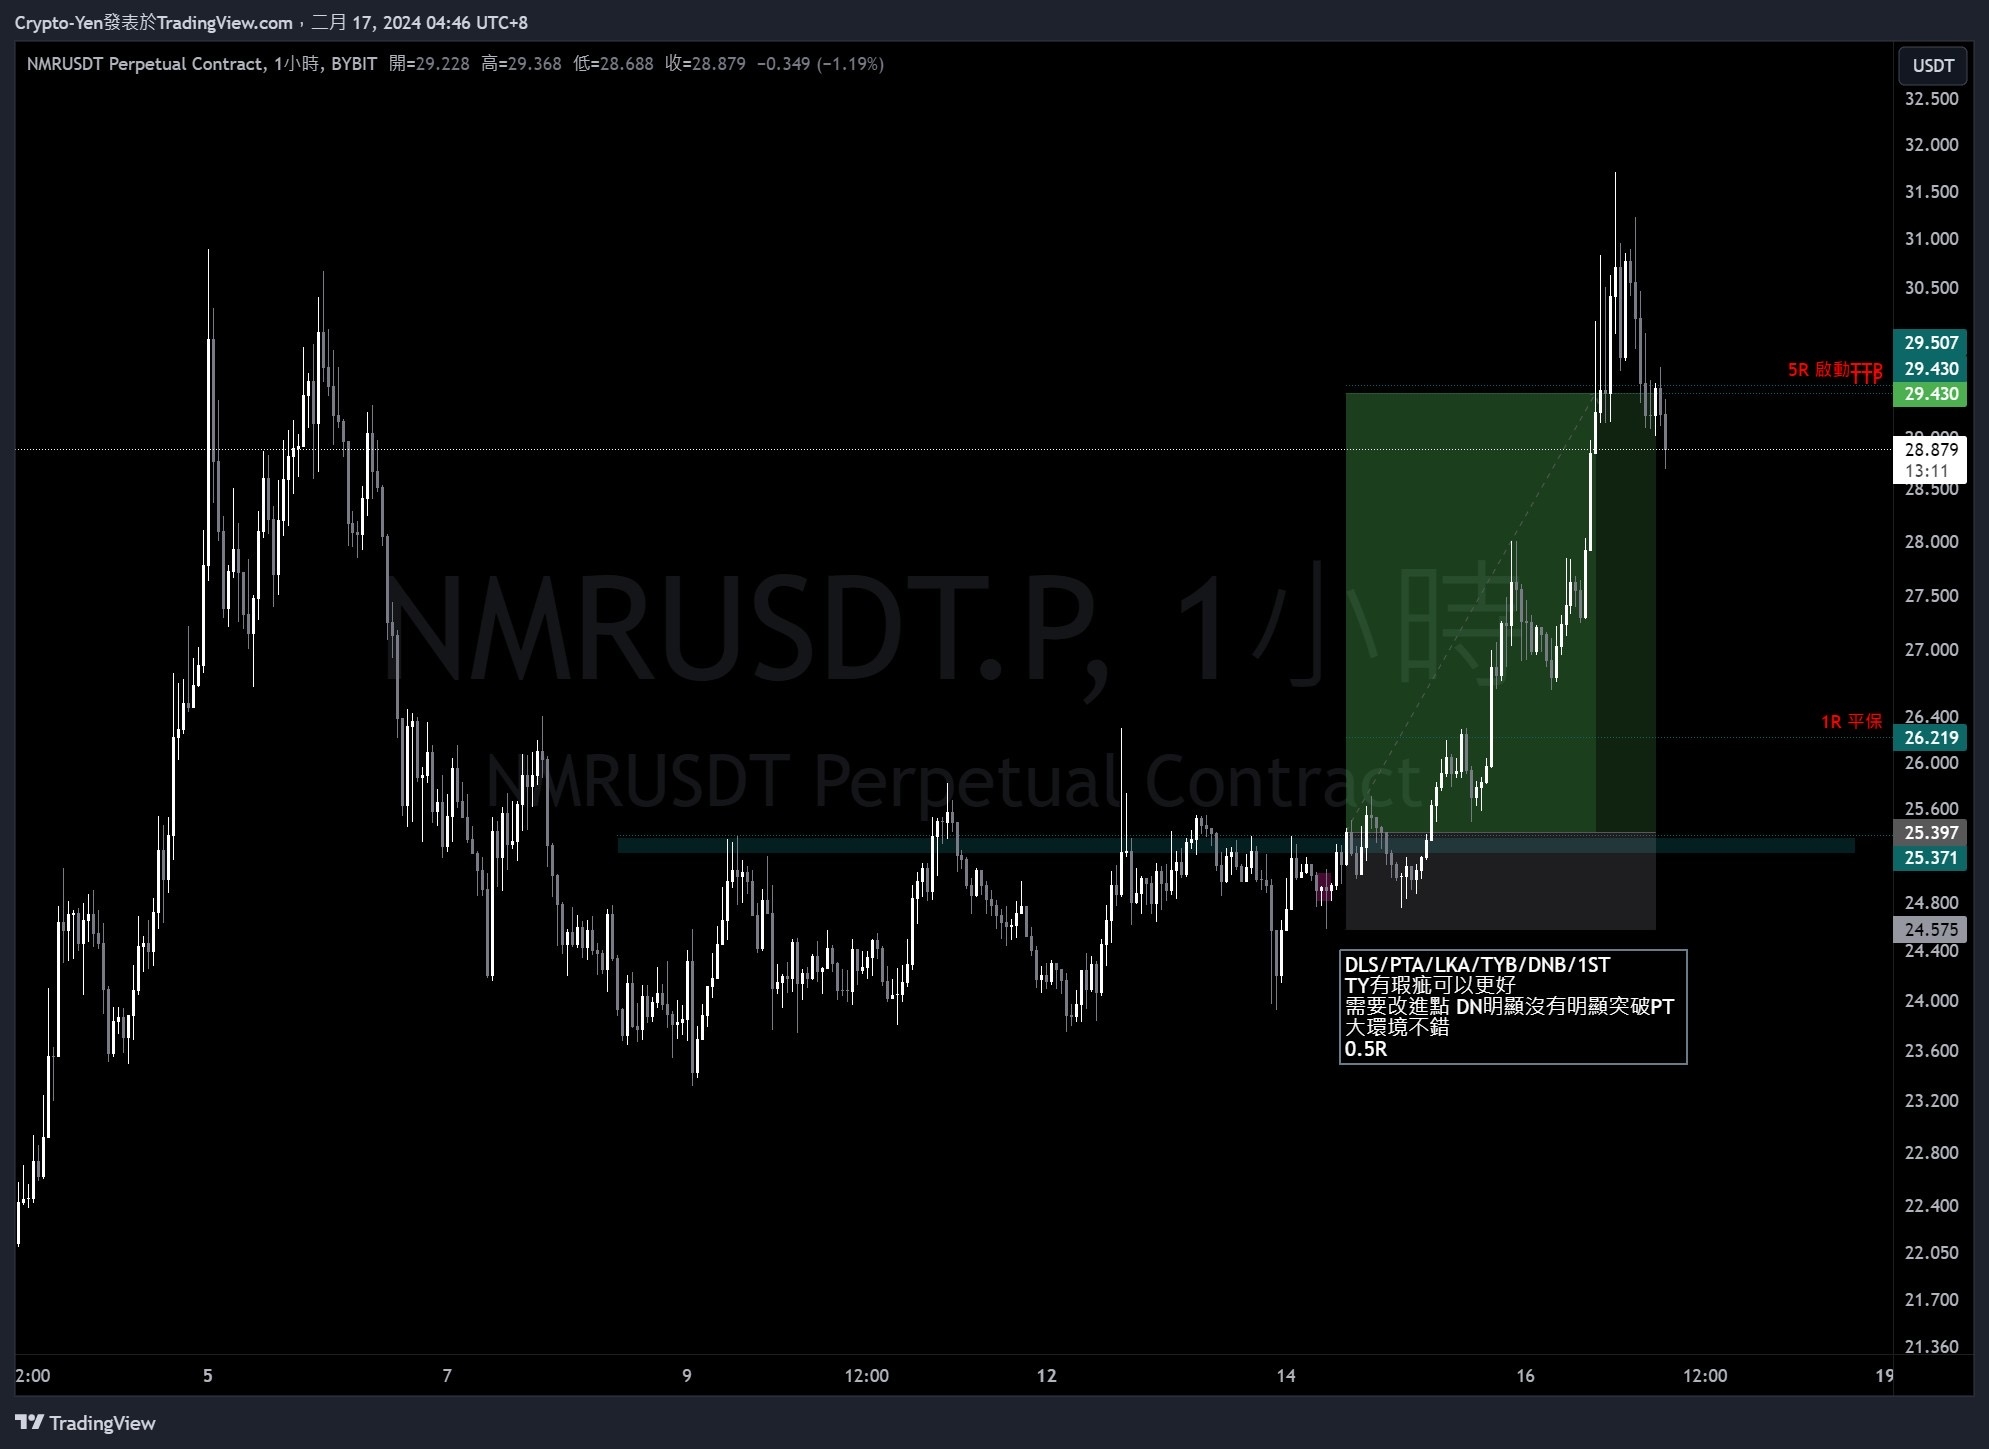 Crypto-Yen發表於TradingView.com，二月 17, 2024 04:46 UTC+8
NMRUSDT Perpetual Contract, 1小時, BYBIT 開=29.228 高=29.368 低=28.688 收=28.879 −0.349 (−1.19%)
USDT
32.500
32.000
31.500
31.000
30.500
29.507
5R 啟動
29.430
29.430
28.879
13:11
28.500
28.000
27.500
NMRUSDT.P, 1小時
27.000
1R 平保
26.400
26.219
26.000
NMRUSDT Perpetual Contract
25.600
25.397
25.371
24.800
24.575
24.400
DLS/PTA/LKA/TYB/DNB/1ST
TY有瑕疵可以更好
需要改進點 DN明顯沒有明顯突破PT
大環境不錯
0.5R
24.000
23.600
23.200
22.800
22.400
22.050
21.700
21.360
2:00 5 7 9 12:00 12 14 16 12:00 19
TradingView